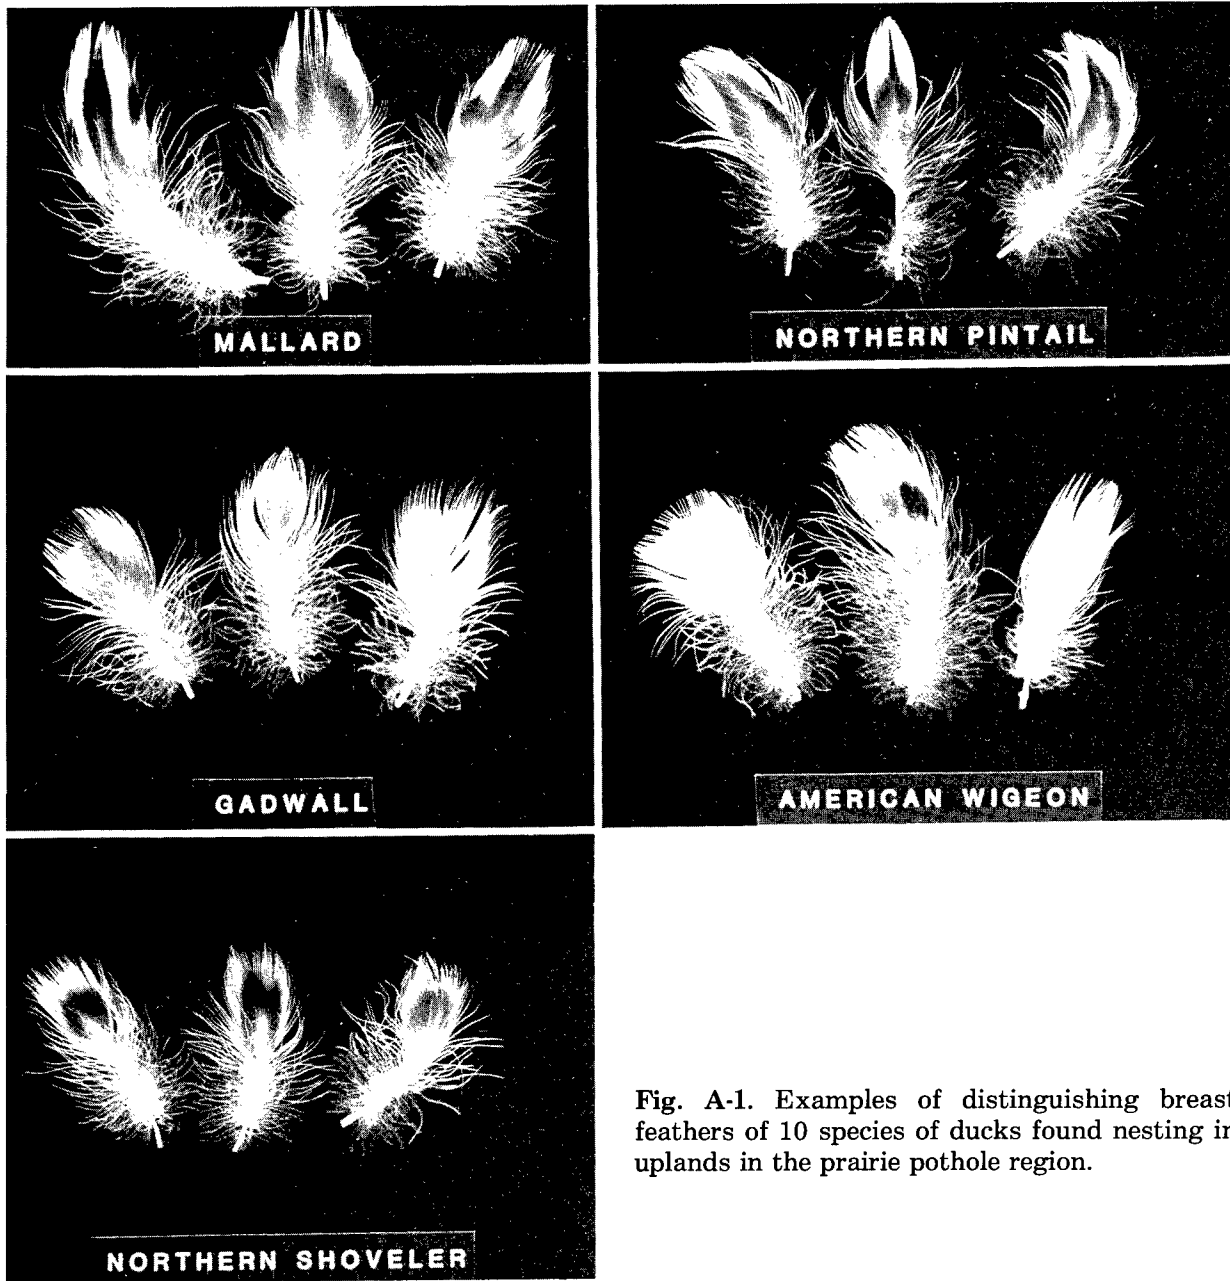 MALLARD
NORTHERN PINTAIL
GADWALL
AMERICAN WIGEON
NORTHERN SHOVELER
Fig. A-1. Examples of distinguishing breast
feathers of 10 species of ducks found nesting in
uplands in the prairie pothole region.